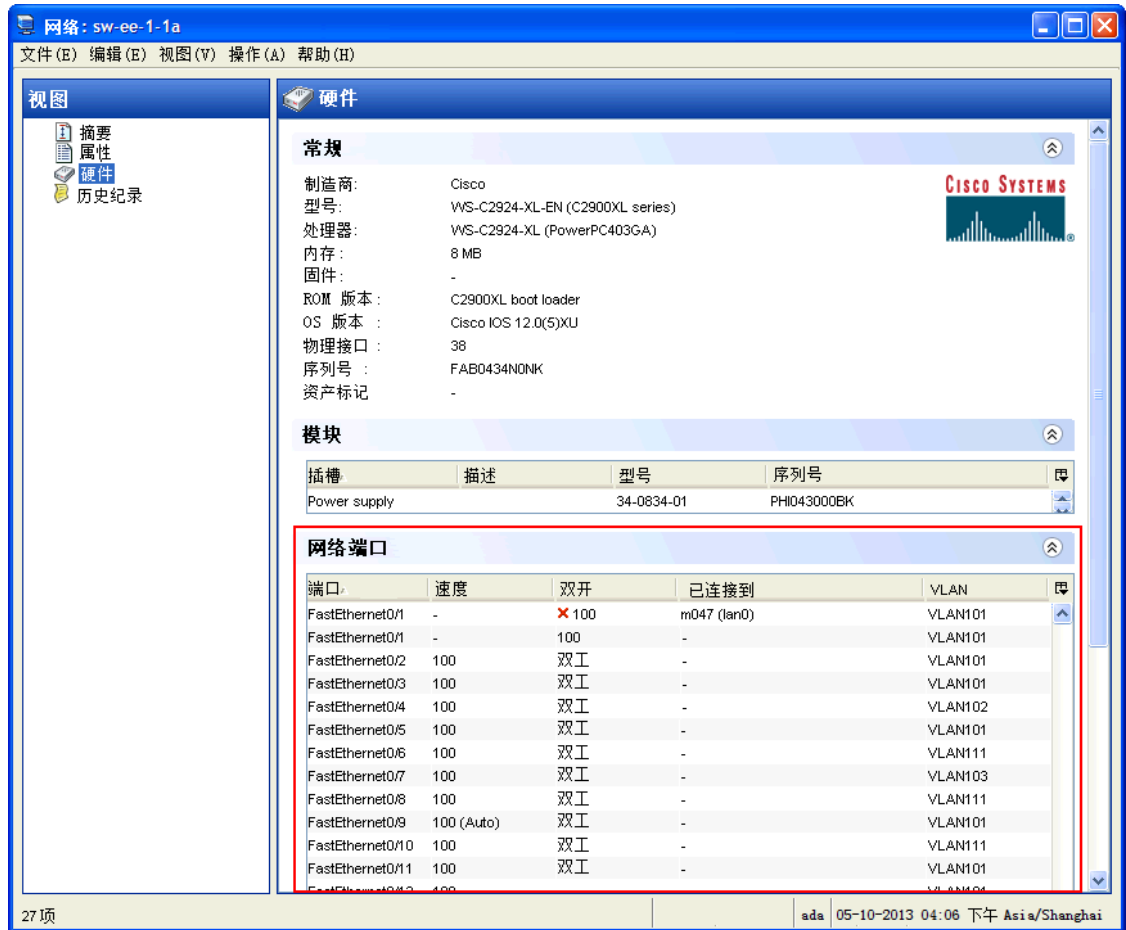 网络: sw-ee-1-1a
文件(E) 编辑(E) 视图(V) 操作(A) 帮助(H)
视图
摘要
属性
硬件
历史纪录
硬件
常规
制造商: Cisco
型号: WS-C2924-XL-EN (C2900XL series)
处理器: WS-C2924-XL (PowerPC403GA)
内存: 8 MB
固件: -
ROM 版本: C2900XL boot loader
OS 版本 : Cisco IOS 12.0(5)XU
物理接口 : 38
序列号 : FAB0434N0NK
资产标记 -
CISCO SYSTEMS
模块
插槽 描述 型号 序列号
Power supply 34-0834-01 PHI043000BK
网络端口
端口 速度 双开 已连接到 VLAN
FastEthernet0/1 - 100 m047 (lan0) VLAN101
FastEthernet0/1 - 100 - VLAN101
FastEthernet0/2 100 双工 - VLAN101
FastEthernet0/3 100 双工 - VLAN101
FastEthernet0/4 100 双工 - VLAN102
FastEthernet0/5 100 双工 - VLAN101
FastEthernet0/6 100 双工 - VLAN111
FastEthernet0/7 100 双工 - VLAN103
FastEthernet0/8 100 双工 - VLAN111
FastEthernet0/9 100 (Auto) 双工 - VLAN101
FastEthernet0/10 100 双工 - VLAN111
FastEthernet0/11 100 双工 - VLAN101
27 项 ada 05-10-2013 04:06 下午 Asia/Shanghai